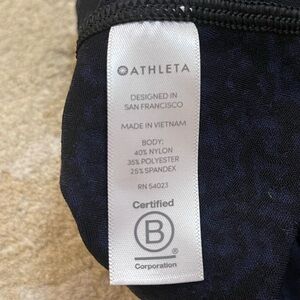 ATHLETA
DESIGNED IN
SAN FRANCISCO
MADE IN VIETNAM
BODY:
40% NYLON
35% POLYESTER
25% SPANDEX
RN 54023
Certified
B
®
Corporation